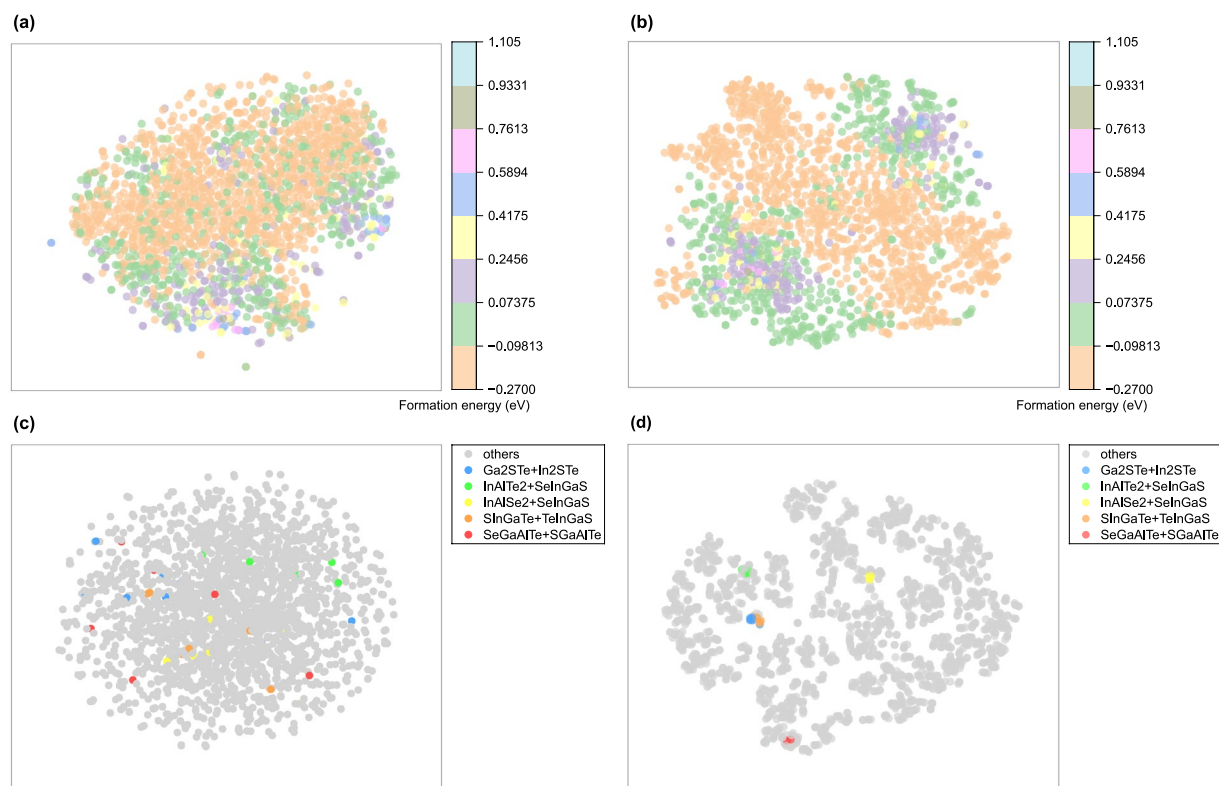 (a)
1.105
0.9331
0.7613
0.5894
0.4175
0.2456
0.07375
−0.09813
−0.2700
Formation energy (eV)
(b)
1.105
0.9331
0.7613
0.5894
0.4175
0.2456
0.07375
−0.09813
−0.2700
Formation energy (eV)
(c)
others
Ga2STe+In2STe
InAlTe2+SeInGaS
InAlSe2+SeInGaS
SInGaTe+TeInGaS
SeGaAlTe+SGaAlTe
(d)
others
Ga2STe+In2STe
InAlTe2+SeInGaS
InAlSe2+SeInGaS
SInGaTe+TeInGaS
SeGaAlTe+SGaAlTe